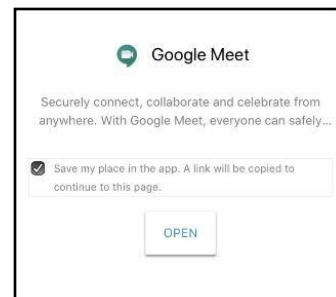 Google Meet
Securely connect, collaborate and celebrate from
anywhere. With Google Meet, everyone can safely...
Save my place in the app. A link will be copied to
continue to this page.
OPEN